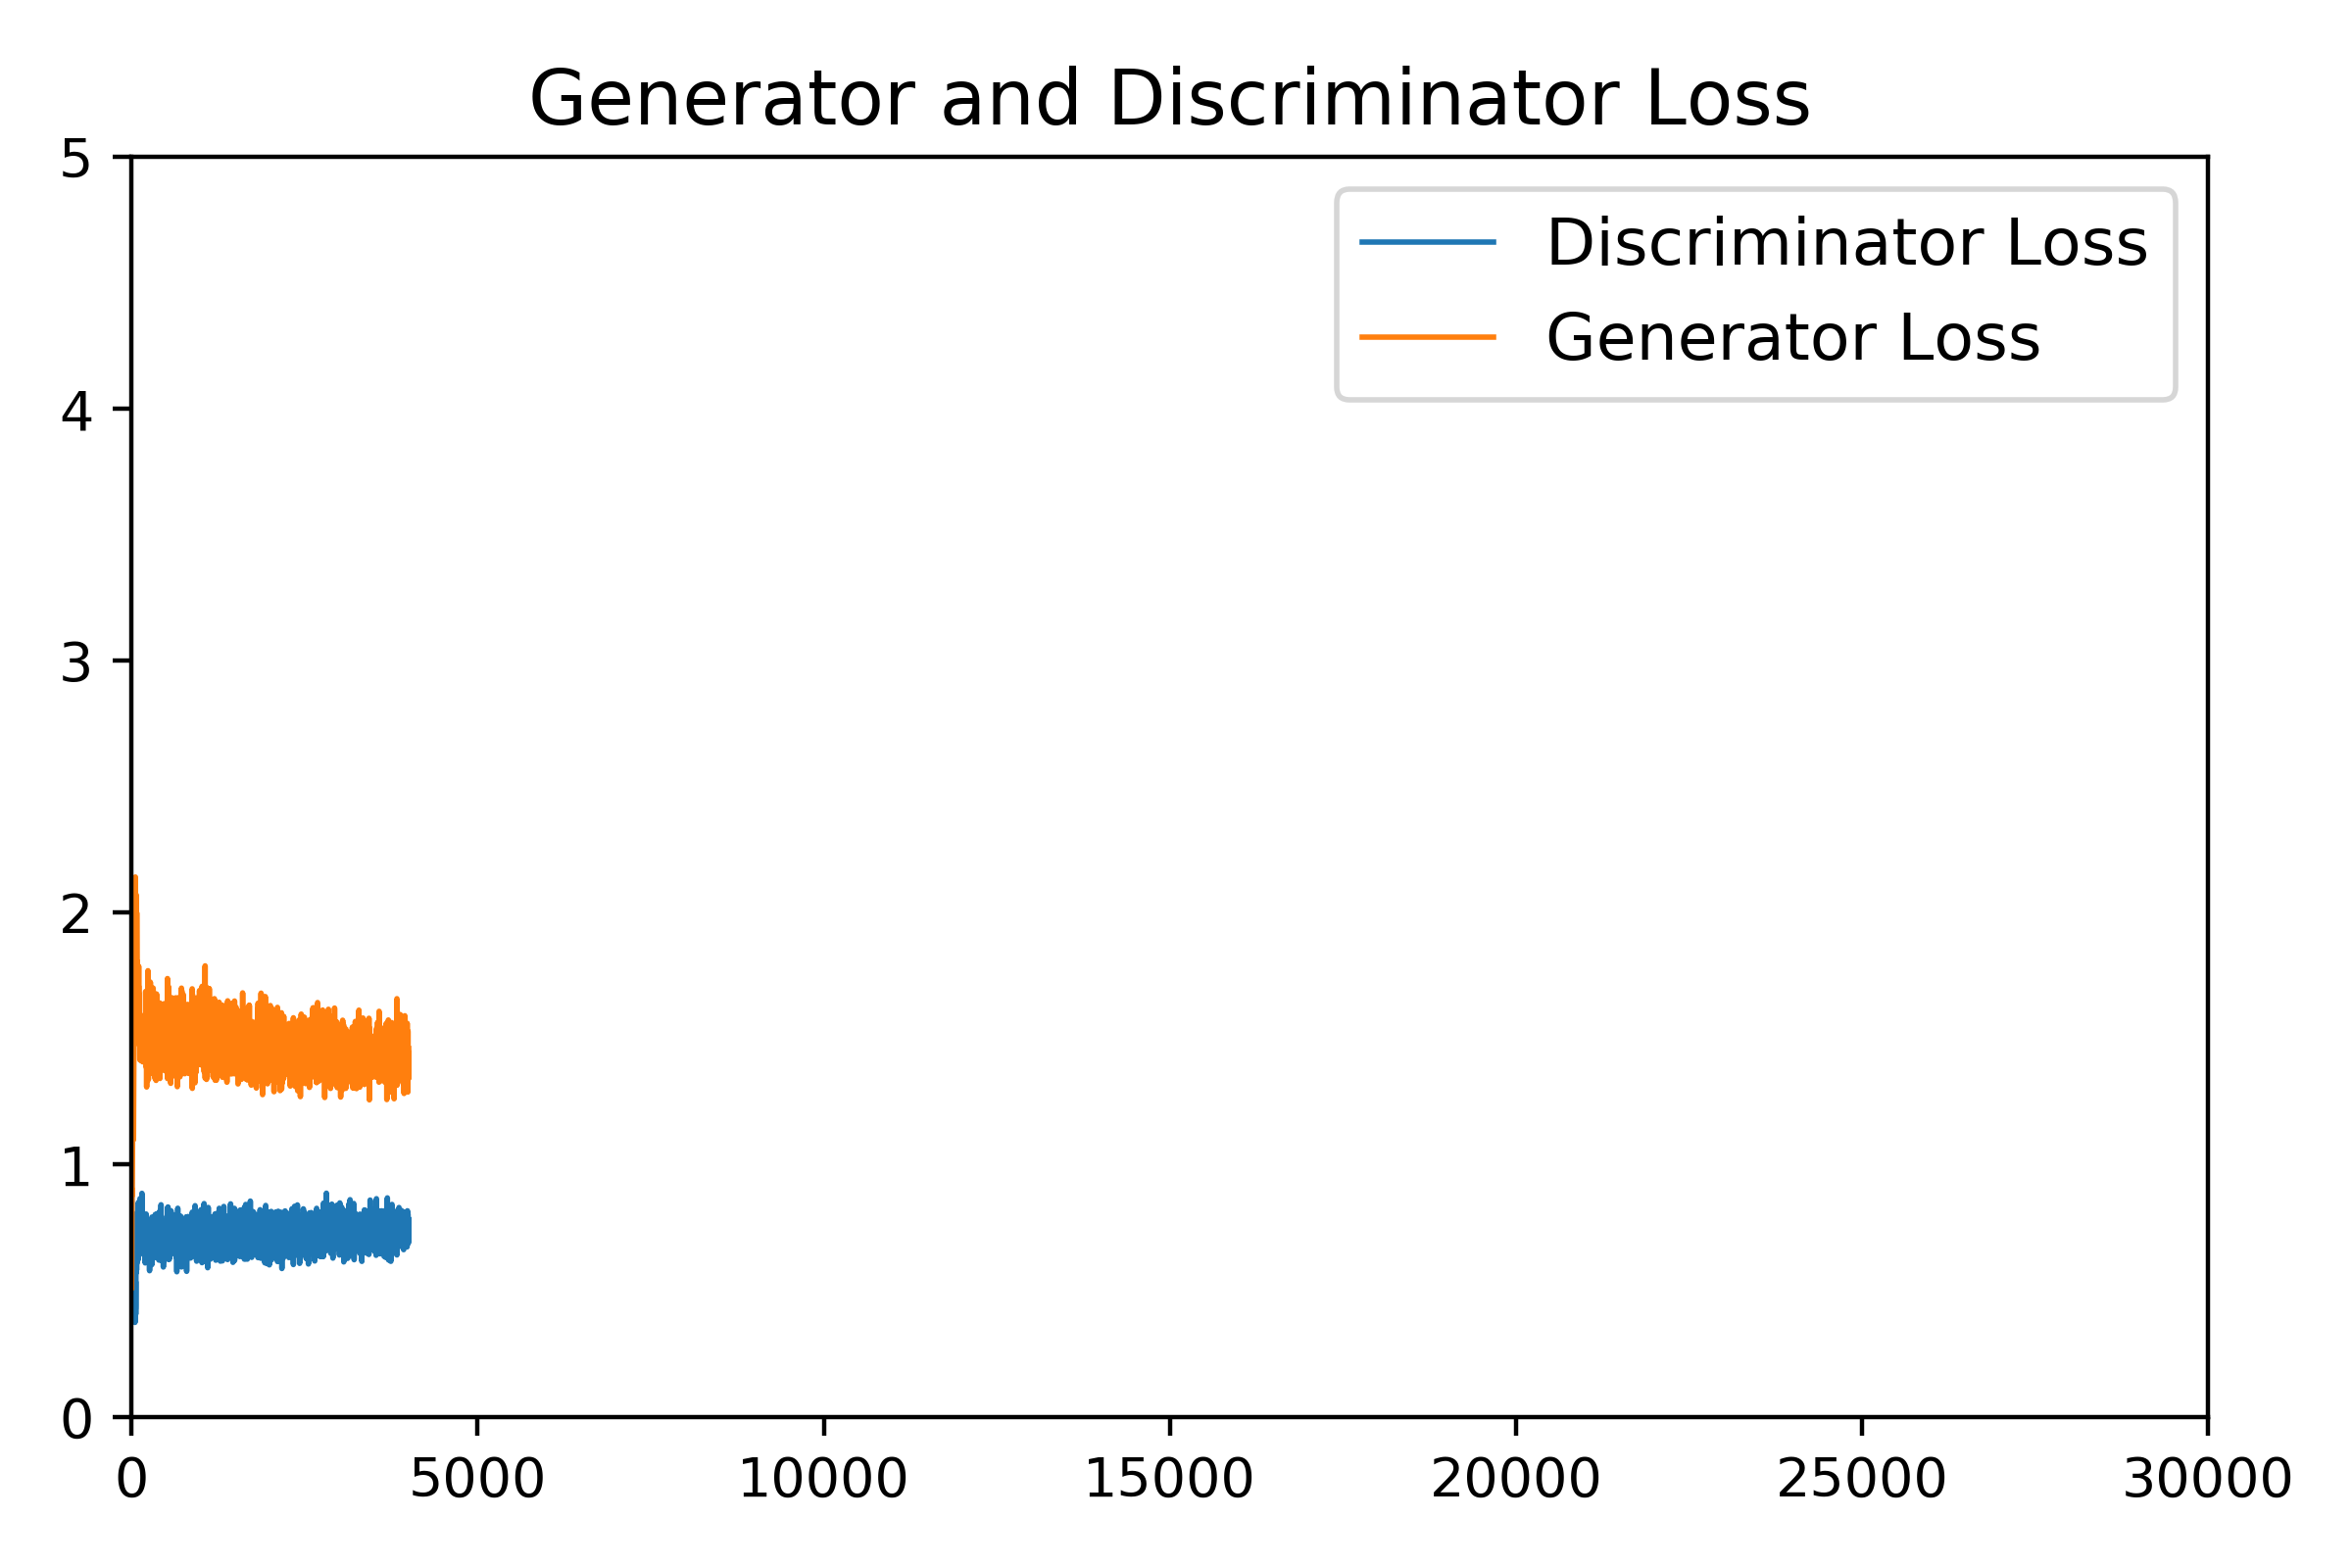 Generator and Discriminator Loss
5
Discriminator Loss
Generator Loss
4
3
2
1
0
0 5000 10000 15000 20000 25000 30000